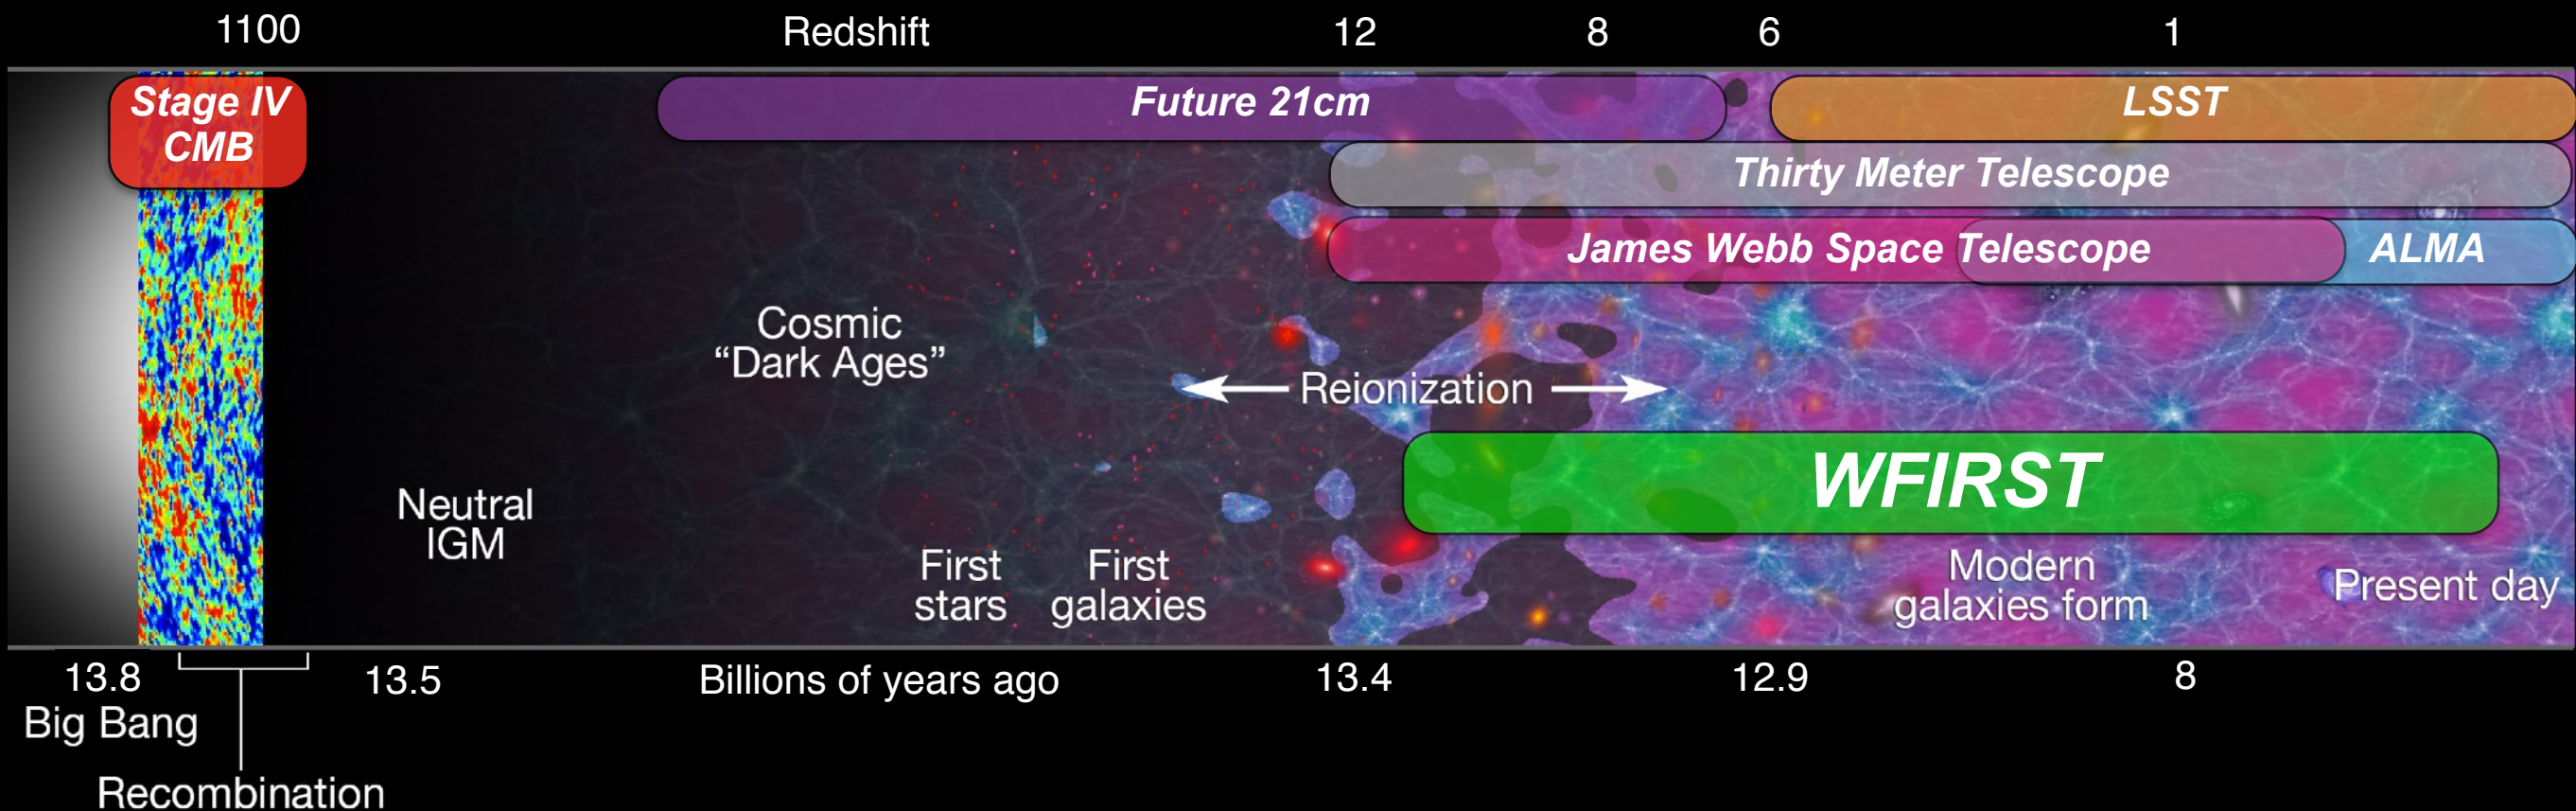 1100 Redshift 12 8 6 1
Stage IV
CMB
Future 21cm
LSST
Thirty Meter Telescope
James Webb Space Telescope
ALMA
Cosmic
“Dark Ages”
Reionization
WFIRST
Neutral
IGM
First
stars
First
galaxies
Modern
galaxies form
Present day
13.8 13.5 Billions of years ago 13.4 12.9 8
Big Bang
Recombination